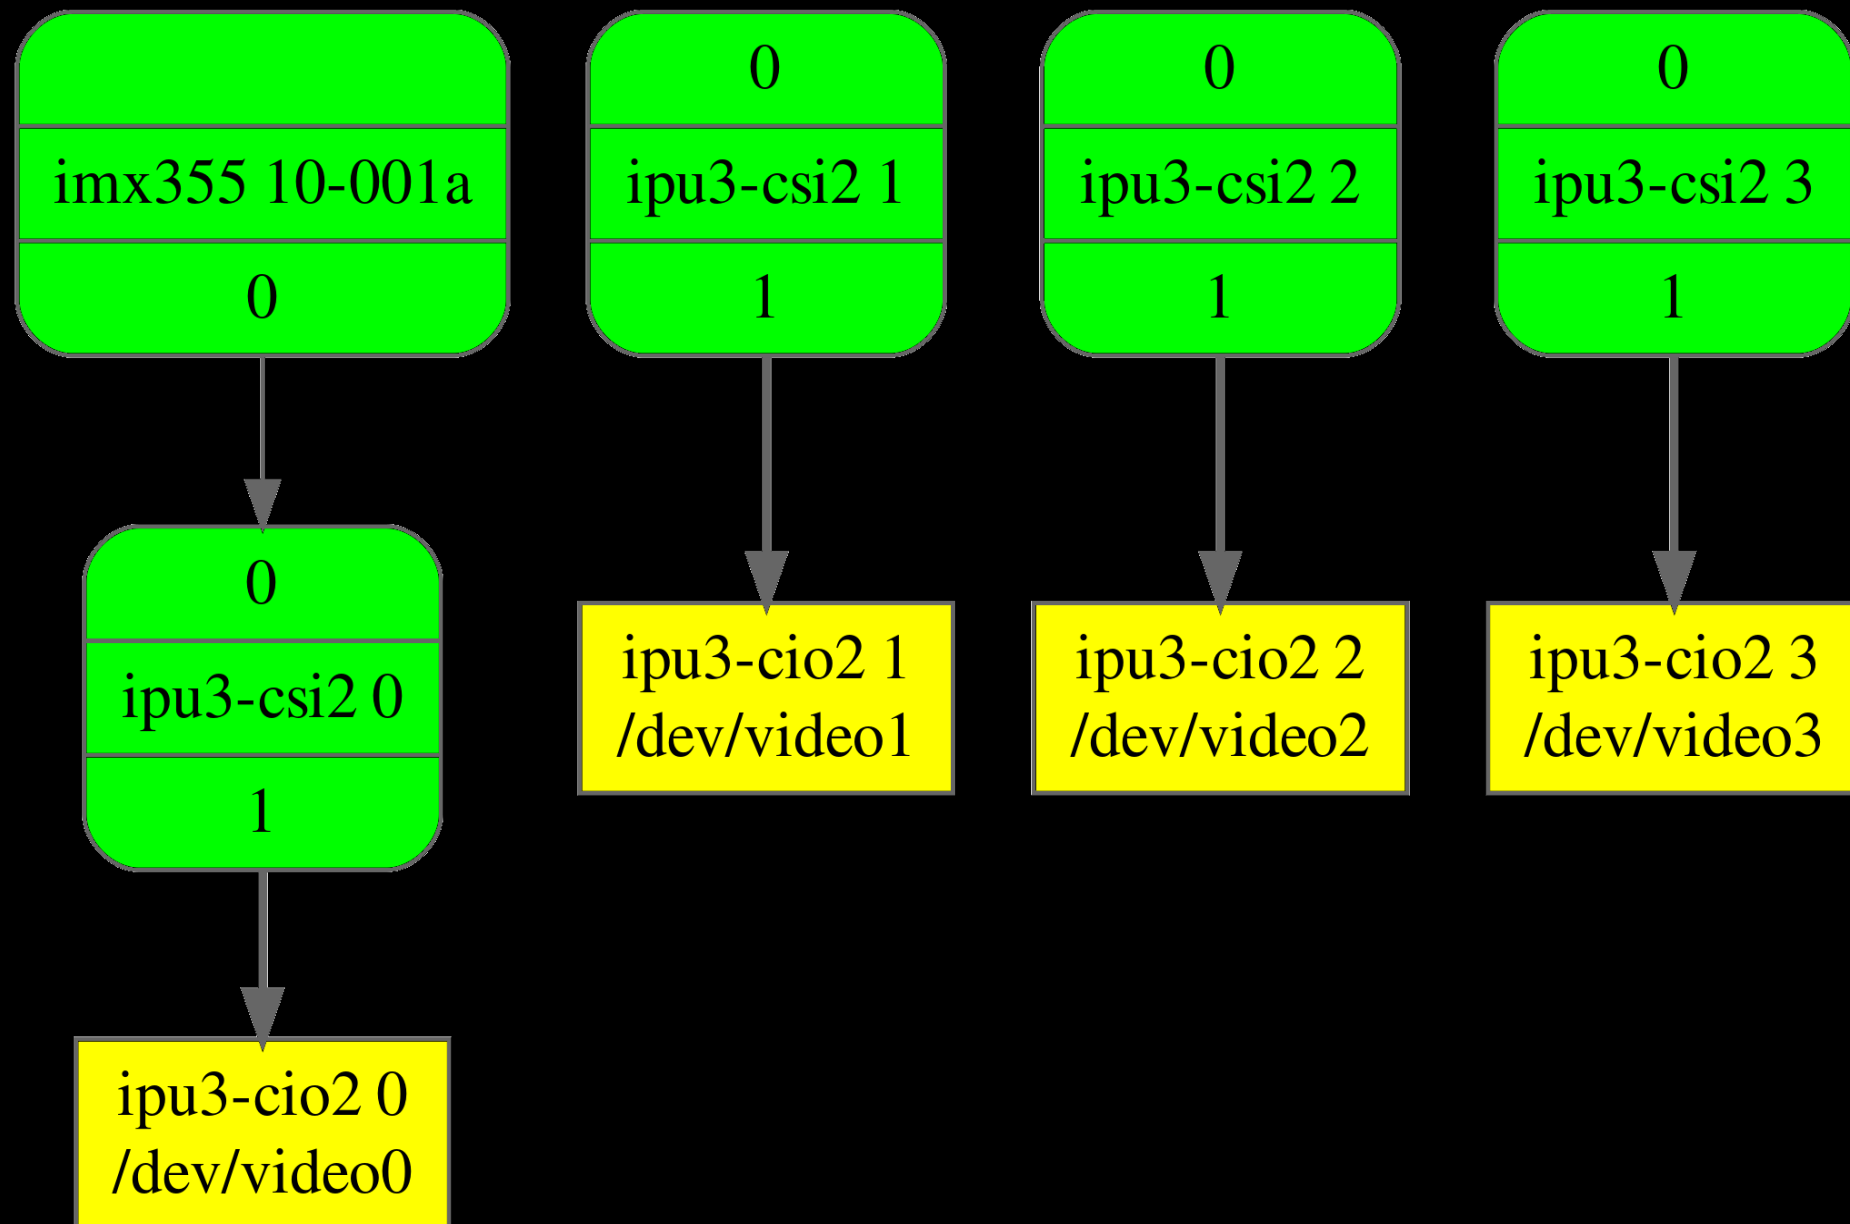 imx355 10-001a
0
0
ipu3-csi2 1
1
0
ipu3-csi2 2
1
0
ipu3-csi2 3
1
0
ipu3-csi2 0
1
ipu3-cio2 1
/dev/video1
ipu3-cio2 2
/dev/video2
ipu3-cio2 3
/dev/video3
ipu3-cio2 0
/dev/video0